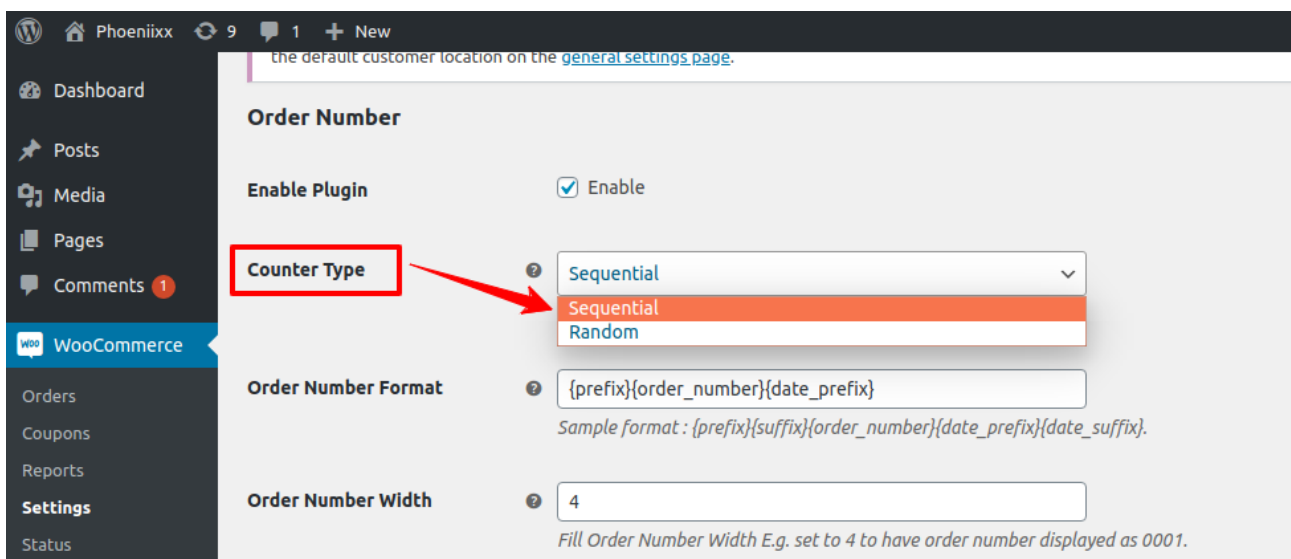 Phoeniixx 9 1 + New
the default customer location on the general settings page.
Dashboard
Posts
Media
Pages
Comments 1
Woo WooCommerce
Orders
Coupons
Reports
Settings
Status
Order Number
Enable Plugin
Enable
Counter Type
Sequential
Sequential
Random
Order Number Format
{prefix}{order_number}{date_prefix}
Sample format : {prefix}{suffix}{order_number}{date_prefix}{date_suffix}.
Order Number Width
4
Fill Order Number Width E.g. set to 4 to have order number displayed as 0001.